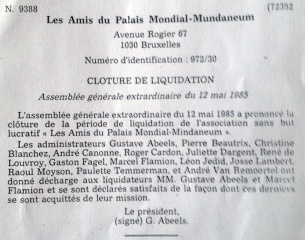 N. 9388 (72352
Les Amis du Palais Mondial-Mundaneum
Avenue Rogier 67
1030 Bruxelles
Numéro d'identification : 972/30
CLOTURE DE LIQUIDATION
Assemblée générale extraordinaire du 12 mai 1985
L'assemblée générale extraordinaire du 12 mai 1985 a prononcé la
clôture de la période de liquidation de l'association sans but
lucratif « Les Amis du Palais Mondial-Mundaneum ».
Les administrateurs Gustave Abeels, Pierre Beautrix, Christine
Blanchez, André Canonne, Roger Cardon, Juliette Dargent, René de
Louvroy, Gaston Fagel, Marcel Flamion, Léon Jedid, Josse Lambert,
Raoul Moyson, Paulette Temmerman, et André Van Remoortel ont
donné décharge aux liquidateurs MM. Gustave Abeels et Marcel
Flamion et se sont déclarés satisfaits de la façon dont ces derniers
se sont acquittés de leur mission.
Le président,
(signé) G. Abeels.